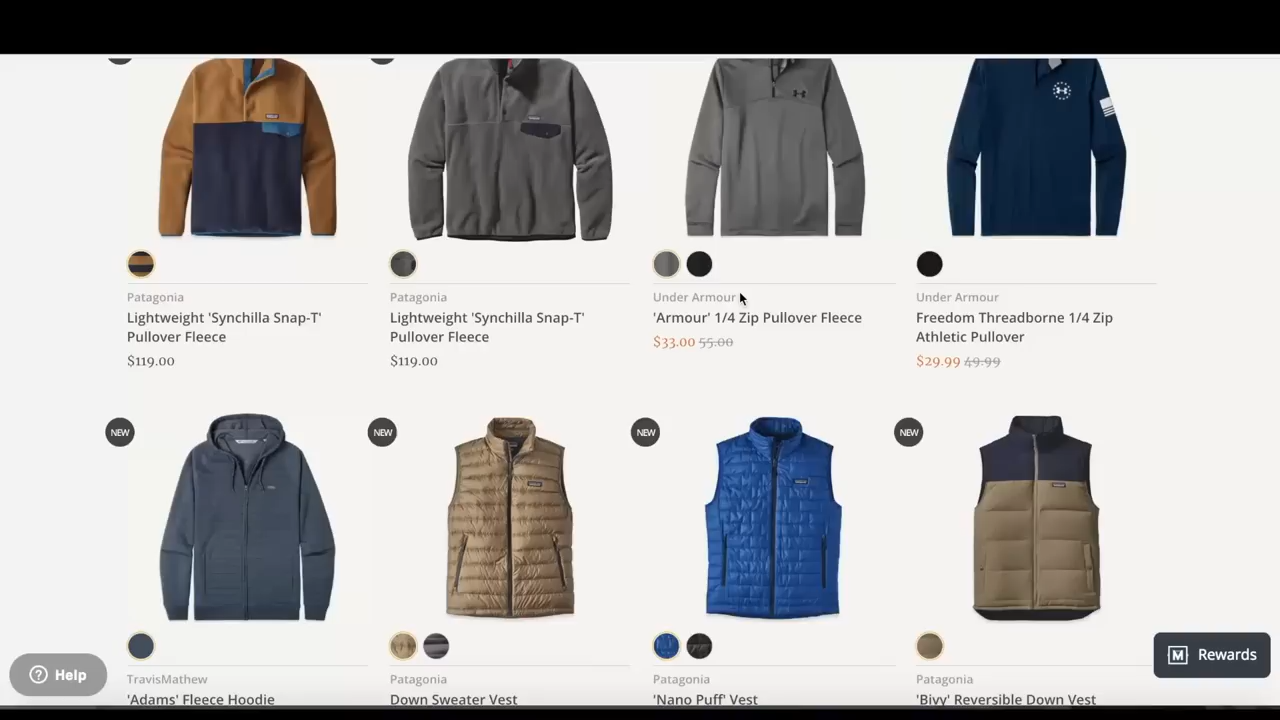 Patagonia
Lightweight 'Synchilla Snap-T'
Pullover Fleece
$119.00
Patagonia
Lightweight 'Synchilla Snap-T'
Pullover Fleece
$119.00
Under Armour
'Armour' 1/4 Zip Pullover Fleece
$33.00 55.00
Under Armour
Freedom Threadborne 1/4 Zip
Athletic Pullover
$29.99 49.99
NEW
TravisMathew
'Adams' Fleece Hoodie
NEW
Patagonia
Down Sweater Vest
NEW
Patagonia
'Nano Puff' Vest
NEW
Patagonia
'Bivy' Reversible Down Vest
? Help
M Rewards